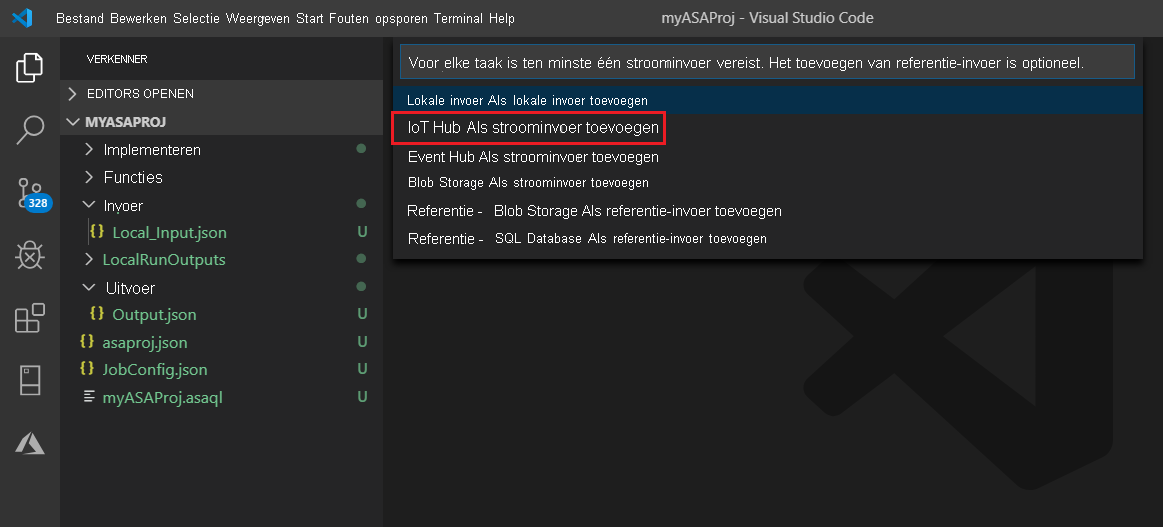 Bestand Bewerken Selectie Weergeven Start Fouten opsporen Terminal Help
myASAProj - Visual Studio Code
VERKENNER
EDITORS OPENEN
MYASAPROJ
Implementeren
Functies
Invoer
{} Local_Input.json U
LocalRunOutputs
Uitvoer
{} Output.json U
{} asaproj.json U
{} JobConfig.json U
myASAProj.asaql U
328
Voor elke taak is ten minste één stroominvoer vereist. Het toevoegen van referentie-invoer is optioneel.
Lokale invoer Als lokale invoer toevoegen
IoT Hub Als stroominvoer toevoegen
Event Hub Als stroominvoer toevoegen
Blob Storage Als stroominvoer toevoegen
Referentie - Blob Storage Als referentie-invoer toevoegen
Referentie - SQL Database Als referentie-invoer toevoegen